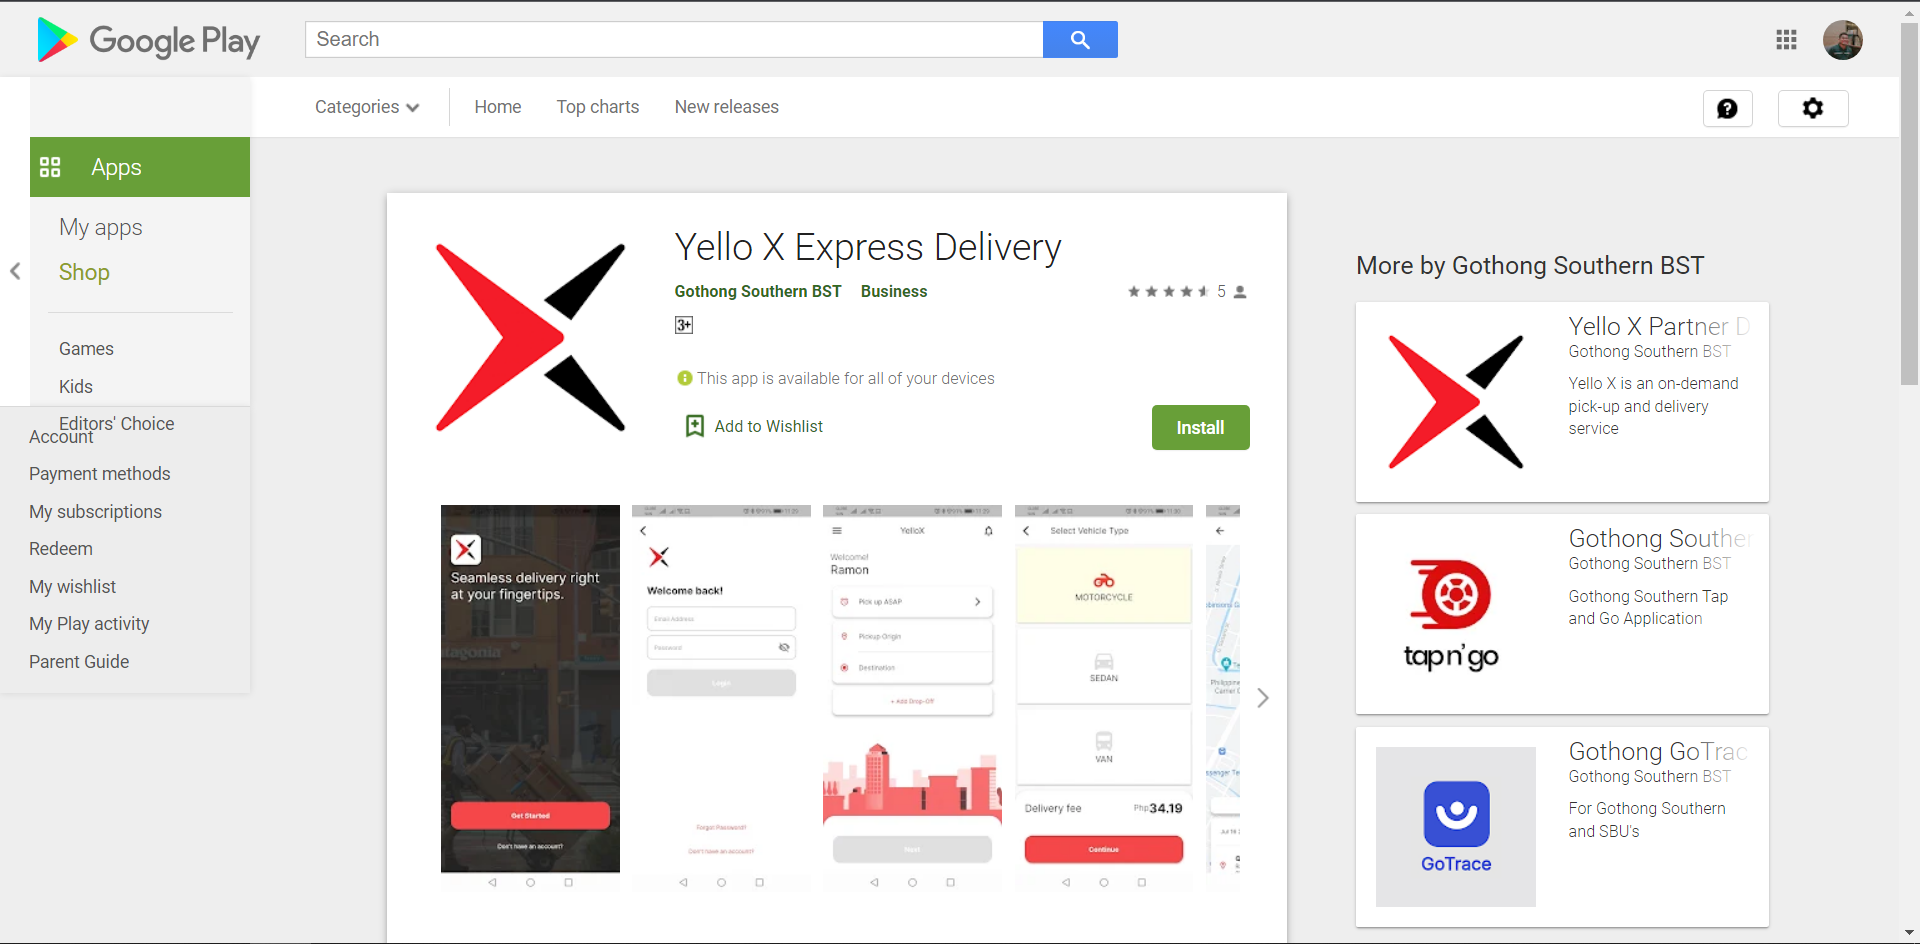 Google Play
Search
Categories
Home
Top charts
New releases
Apps
My apps
Shop
Games
Kids
Editors' Choice
Account
Payment methods
My subscriptions
Redeem
My wishlist
My Play activity
Parent Guide
Yello X Express Delivery
Gothong Southern BST Business
5
3+
This app is available for all of your devices
Add to Wishlist
Install
Seamless delivery right
at your fingertips.
Get Started
Don't have an account?
Welcome back!
Email Address
Password
Login
Forgot Password?
Don't have an account?
YelloX
Welcome!
Ramon
Pick up ASAP
Pickup Origin
Destination
+ Add Drop-Off
Next
Select Vehicle Type
MOTORCYCLE
SEDAN
VAN
Delivery fee
Php34.19
Continue
More by Gothong Southern BST
Yello X Partner D
Gothong Southern BST
Yello X is an on-demand
pick-up and delivery
service
tap n' go
Gothong Souther
Gothong Southern BST
Gothong Southern Tap
and Go Application
GoTrace
Gothong GoTrac
Gothong Southern BST
For Gothong Southern
and SBU's